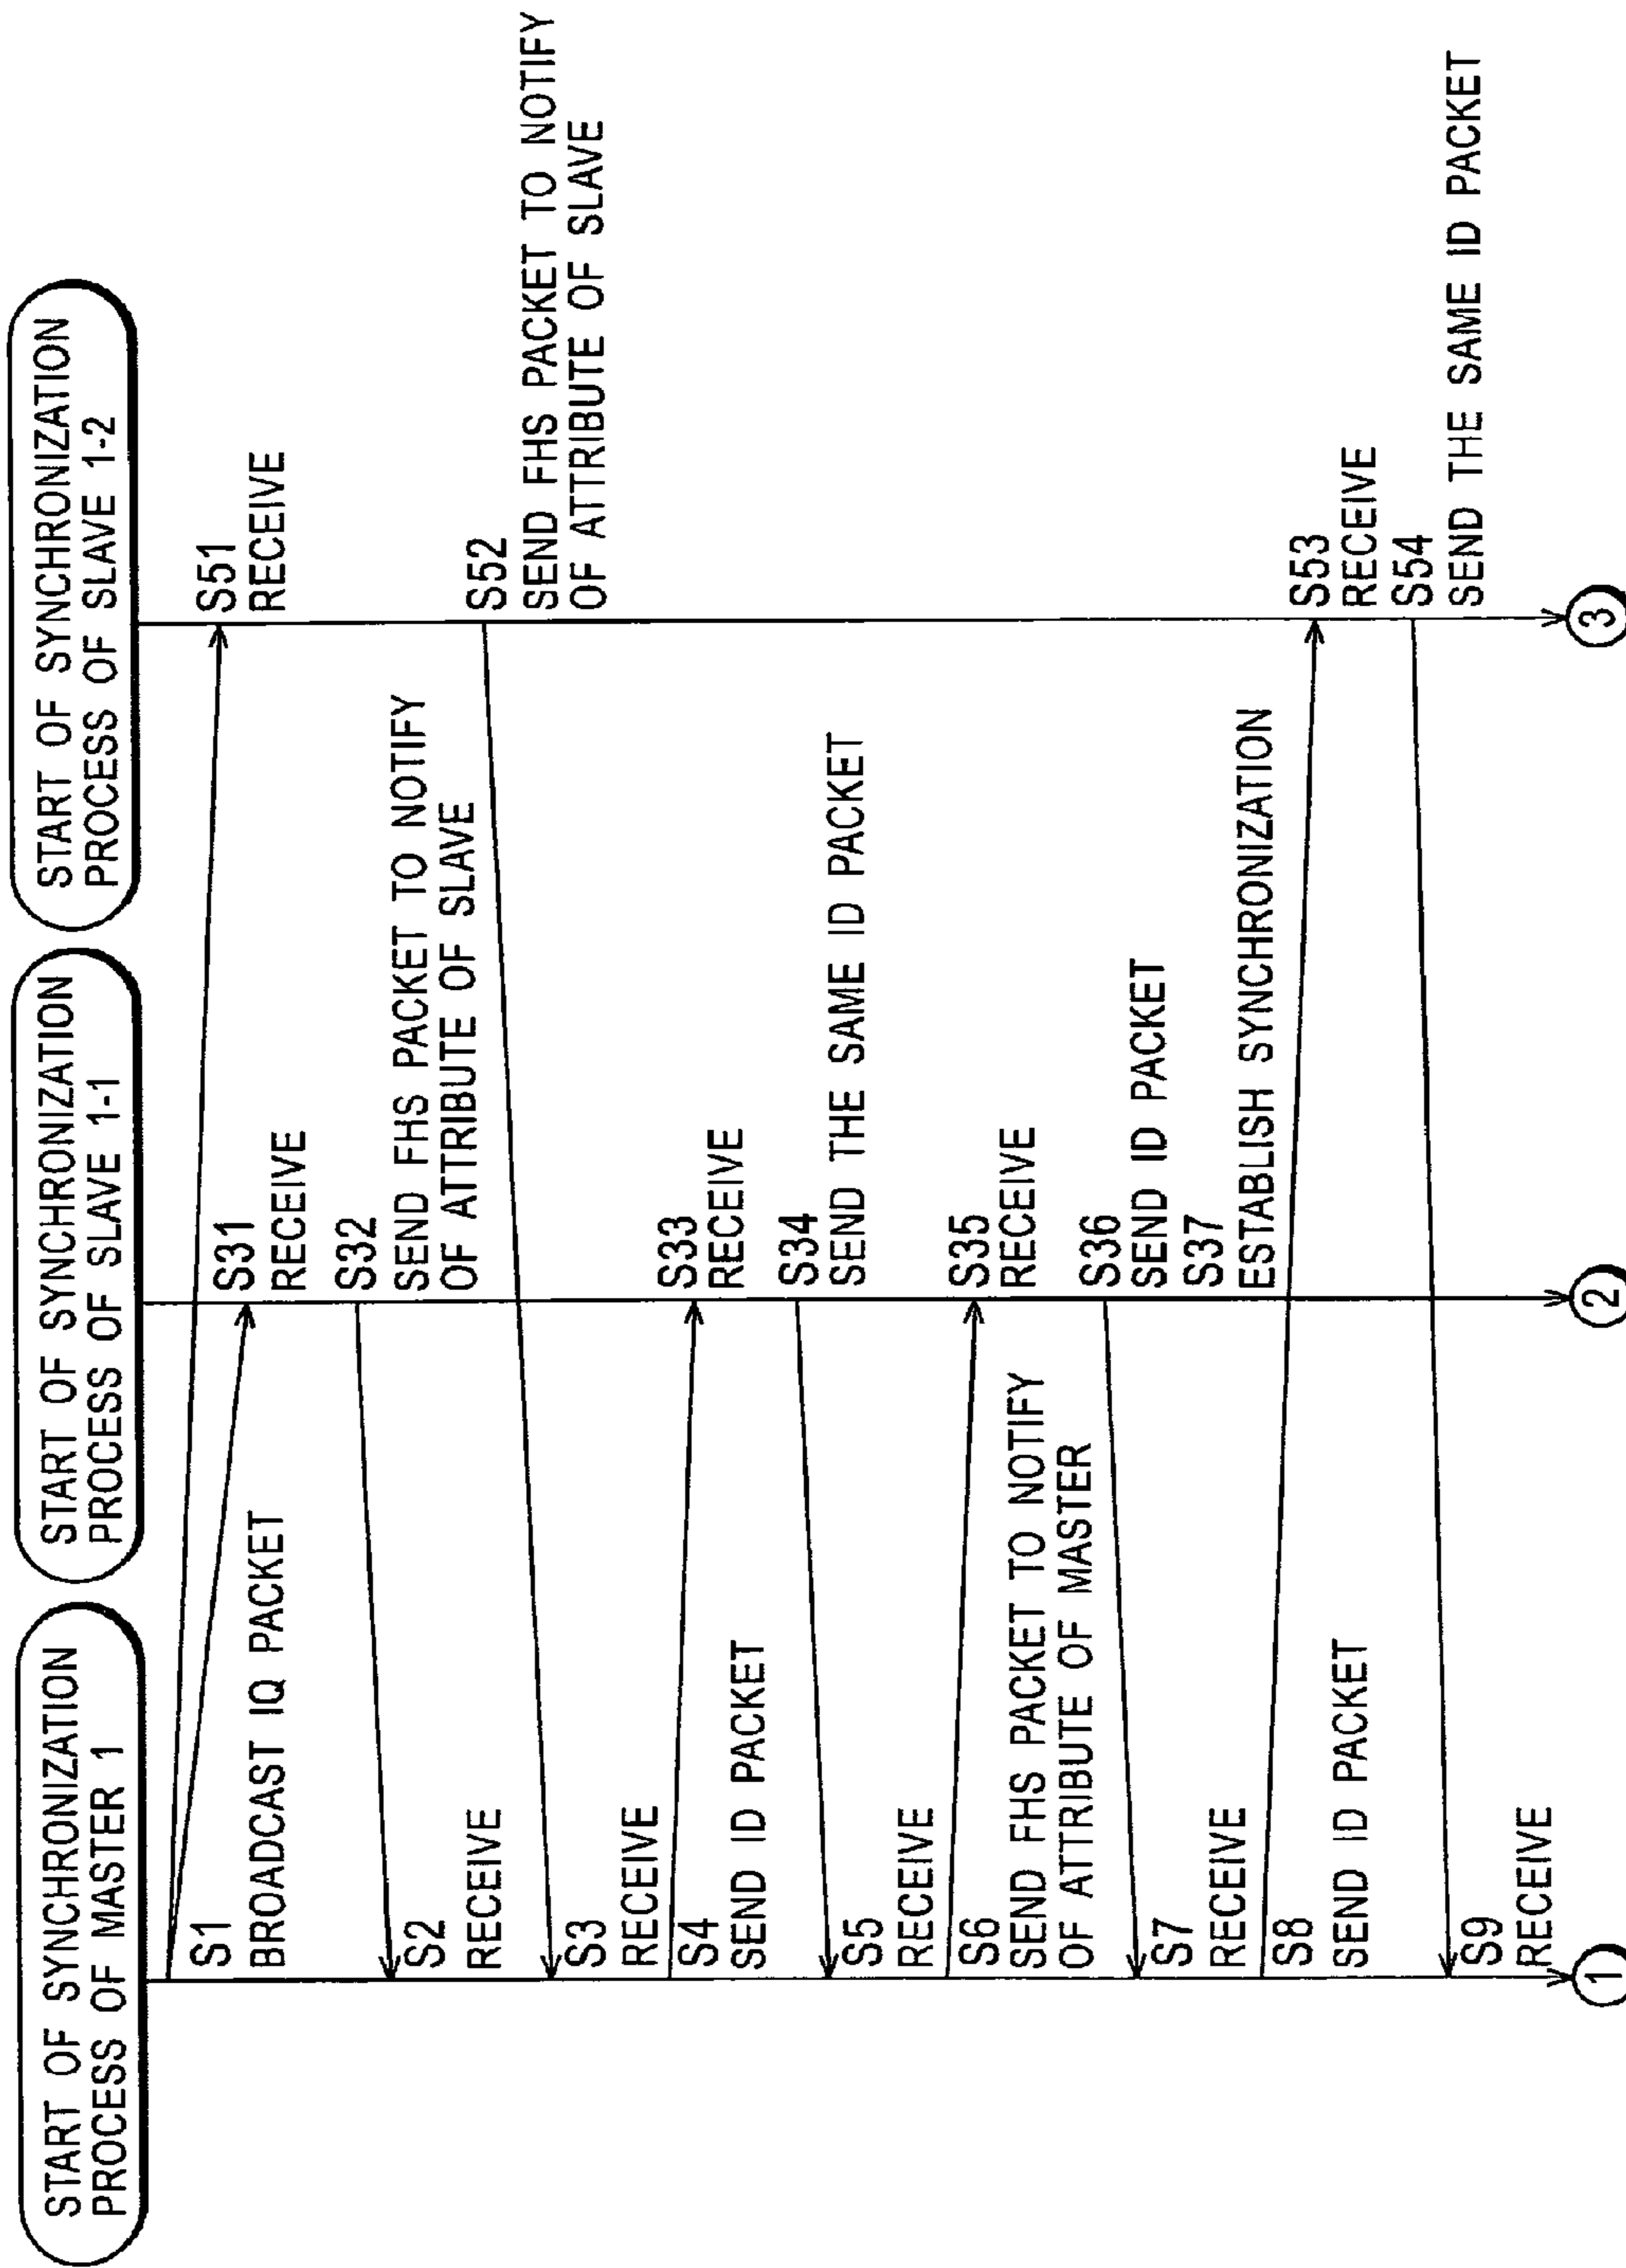 START OF SYNCHRONIZATION
PROCESS OF MASTER 1
START OF SYNCHRONIZATION
PROCESS OF SLAVE 1-1
START OF SYNCHRONIZATION
PROCESS OF SLAVE 1-2
S1
BROADCAST IQ PACKET
S2
RECEIVE
S3
RECEIVE
S4
SEND ID PACKET
S5
RECEIVE
S6
SEND FHS PACKET TO NOTIFY
OF ATTRIBUTE OF MASTER
S7
RECEIVE
S8
SEND ID PACKET
S9
RECEIVE
1
S31
RECEIVE
S32
SEND FHS PACKET TO NOTIFY
OF ATTRIBUTE OF SLAVE
S33
RECEIVE
S34
SEND THE SAME ID PACKET
S35
RECEIVE
S36
SEND ID PACKET
S37
ESTABLISH SYNCHRONIZATION
2
S51
RECEIVE
S52
SEND FHS PACKET TO NOTIFY
OF ATTRIBUTE OF SLAVE
S53
RECEIVE
S54
SEND THE SAME ID PACKET
3